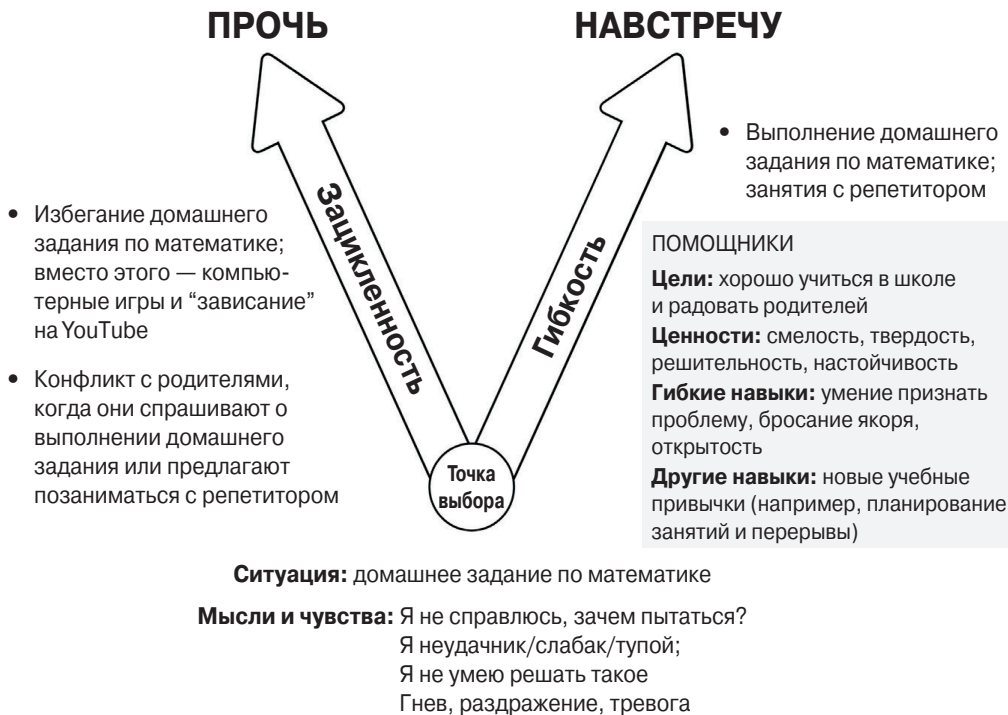 ПРОЧЬ
НАВСТРЕЧУ
Зацикленность
Гибкость
• Избегание домашнего
задания по математике;
вместо этого — компью-
терные игры и “зависание”
на YouTube
• Конфликт с родителями,
когда они спрашивают о
выполнении домашнего
задания или предлагают
позаниматься с репетитором
• Выполнение домашнего
задания по математике;
занятия с репетитором
ПОМОЩНИКИ
Цели: хорошо учиться в школе
и радовать родителей
Ценности: смелость, твердость,
решительность, настойчивость
Гибкие навыки: умение признать
проблему, бросание якоря,
открытость
Другие навыки: новые учебные
привычки (например, планирование
занятий и перерывы)
Точка
выбора
Ситуация: домашнее задание по математике
Мысли и чувства: Я не справлюсь, зачем пытаться?
Я неудачник/слабак/тупой;
Я не умею решать такое
Гнев, раздражение, тревога